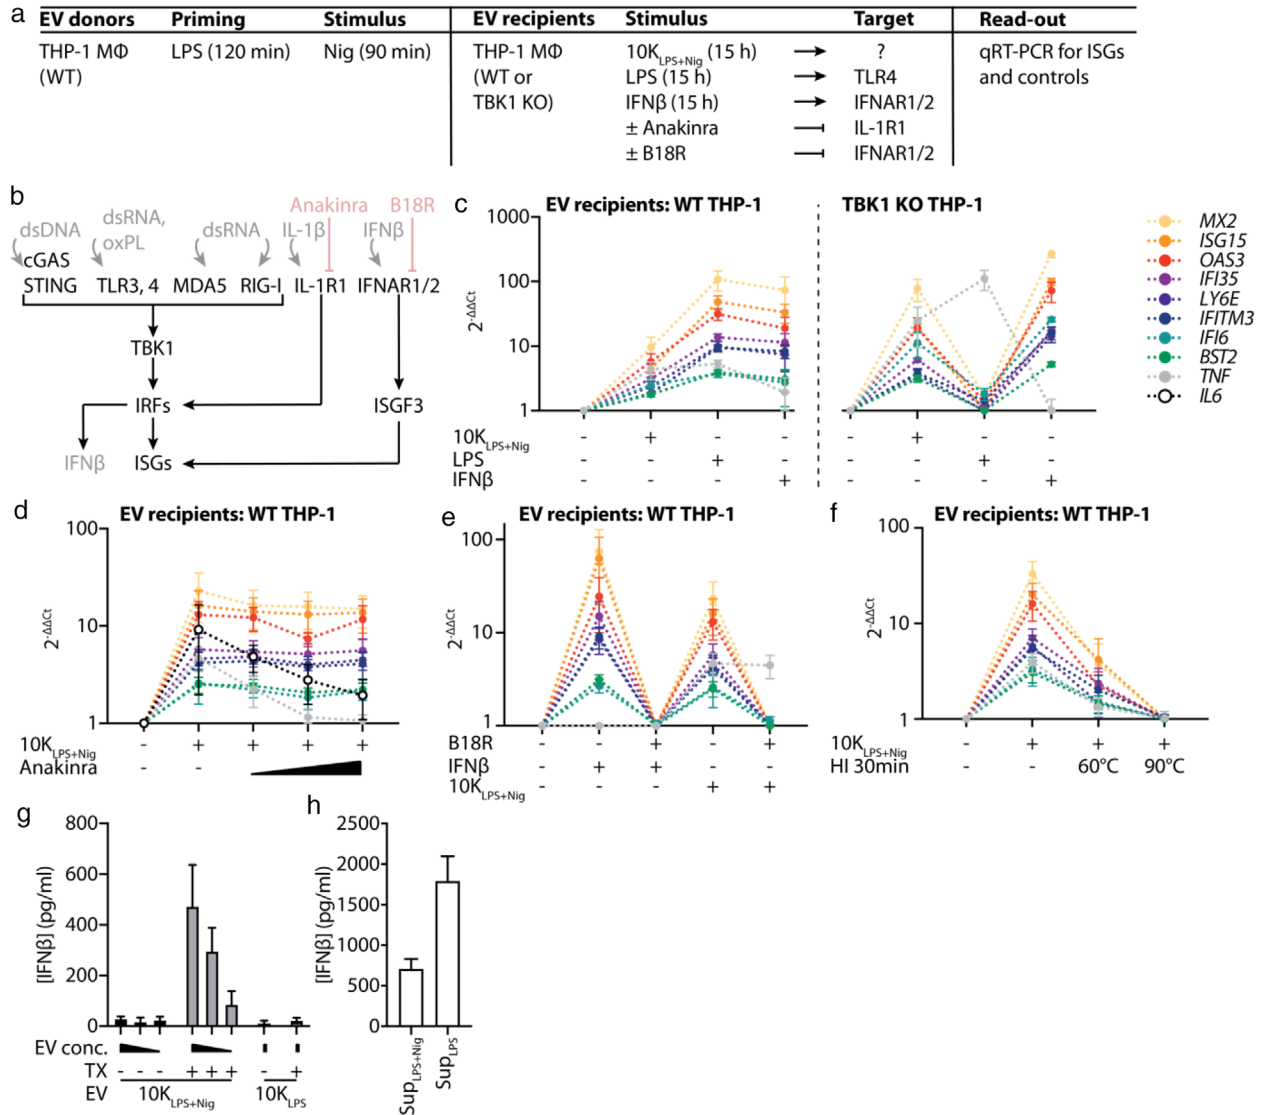 a
EV donors Priming Stimulus EV recipients Stimulus Target Read-out
THP-1 MΦ LPS (120 min) Nig (90 min) THP-1 MΦ 10K LPS+Nig (15 h) ? qRT-PCR for ISGs
(WT) (WT or LPS (15 h) TLR4 and controls
TBK1 KO) IFNβ (15 h) IFNAR1/2
± Anakinra IL-1R1
± B18R IFNAR1/2
b
Anakinra B18R
dsDNA dsRNA, oxPL dsRNA IL-1β IFNβ
cGAS
STING TLR3, 4 MDA5 RIG-I IL-1R1 IFNAR1/2
TBK1
IRFs ISGF3
IFNβ ISGs
c
EV recipients: WT THP-1 TBK1 KO THP-1
2^-ΔΔCt
1000
100
10
1
10K LPS+Nig - + - - - + - -
LPS - - + - - - + -
IFNβ - - - + - - - +
MX2
ISG15
OAS3
IFI35
LY6E
IFITM3
IFI6
BST2
TNF
IL6
d
EV recipients: WT THP-1
2^-ΔΔCt
100
10
1
10K LPS+Nig - + + + +
Anakinra - -
e
EV recipients: WT THP-1
2^-ΔΔCt
100
10
1
B18R - - + - +
IFNβ - + + - -
10K LPS+Nig - - - + +
f
EV recipients: WT THP-1
2^-ΔΔCt
100
10
1
10K LPS+Nig - + + +
HI 30min - - 60°C 90°C
g
[IFNβ] (pg/ml)
800
600
400
200
0
EV conc.
TX - - - + + + - +
EV 10K LPS+Nig 10K LPS
h
[IFNβ] (pg/ml)
2500
2000
1500
1000
500
0
Sup LPS+Nig
Sup LPS